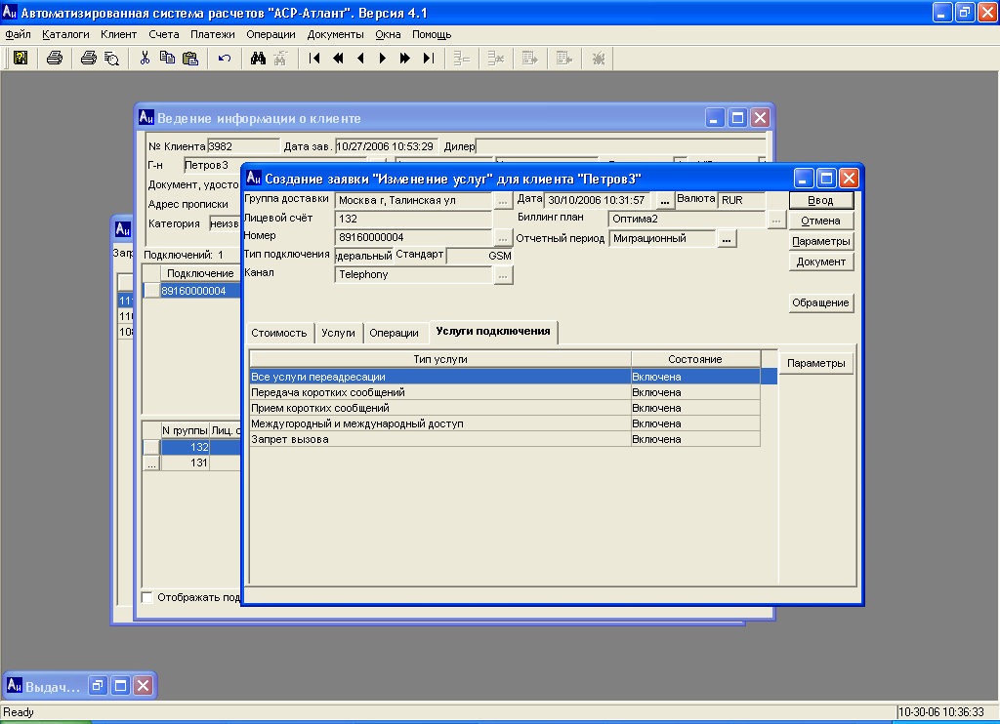 Автоматизированная система расчетов "АСР-Атлант". Версия 4.1
Файл Каталоги Клиент Счета Платежи Операции Документы Окна Помощь
Ведение информации о клиенте
№ Клиента 3982 Дата зав. 10/27/2006 10:53:29 Дилер
Г-н Петров3
Документ, удосто
Адрес прописки
Категория неизв
Подключений: 1
Подключение
89160000004
N группы Лиц. с
132
... 131
Отображать под
Загр
11
110
108
Создание заявки "Изменение услуг" для клиента "Петров3"
Группа доставки Москва г, Талинская ул ... Дата 30/10/2006 10:31:57 ... Валюта RUR Ввод
Лицевой счёт 132 Биллинг план Оптима2 ... Отмена
Номер 89160000004 ... Отчетный период Миграционный ... Параметры
Тип подключения деральный Стандарт GSM Документ
Канал Telephony ...
Обращение
Стоимость Услуги Операции Услуги подключения
Тип услуги Состояние Параметры
Все услуги переадресации Включена
Передача коротких сообщений Включена
Прием коротких сообщений Включена
Междугородный и международный доступ Включена
Запрет вызова Включена
Выдач...
Ready 10-30-06 10:36:33